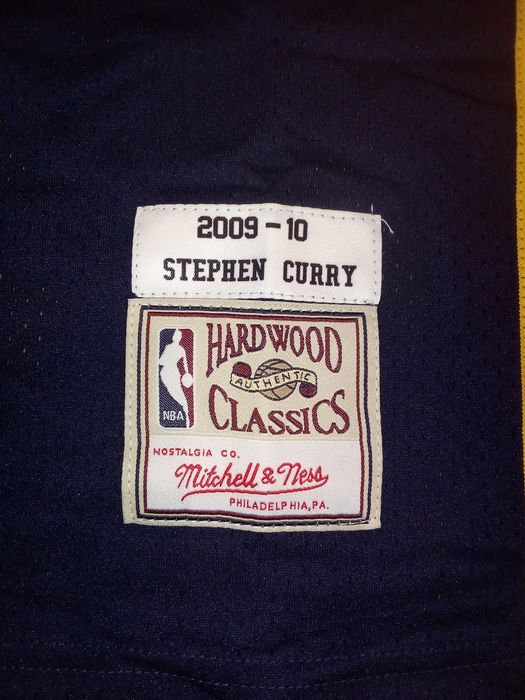 2009-10
STEPHEN CURRY
HARDWOOD
AUTHENTIC
CLASSICS
NBA
NOSTALGIA CO.
Mitchell & Ness
PHILADELPHIA, PA.